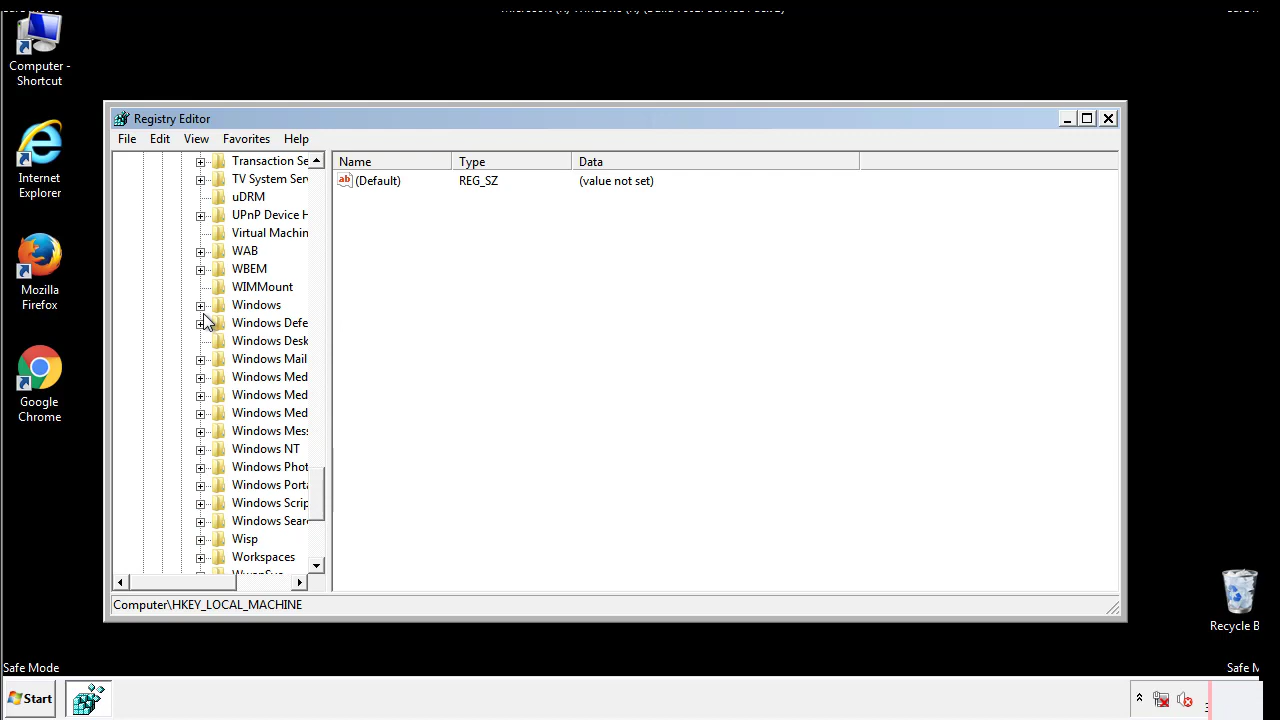 Computer -
Shortcut
Internet
Explorer
Mozilla
Firefox
Google
Chrome
Registry Editor
File Edit View Favorites Help
Transaction Se
TV System Serv
uDRM
UPnP Device H
Virtual Machin
WAB
WBEM
WIMMount
Windows
Windows Defe
Windows Desk
Windows Mail
Windows Med
Windows Med
Windows Med
Windows Mess
Windows NT
Windows Phot
Windows Porta
Windows Scrip
Windows Sear
Wisp
Workspaces
Name Type Data
(Default) REG_SZ (value not set)
Computer\HKEY_LOCAL_MACHINE
Recycle B
Safe Mode
Safe M
Start